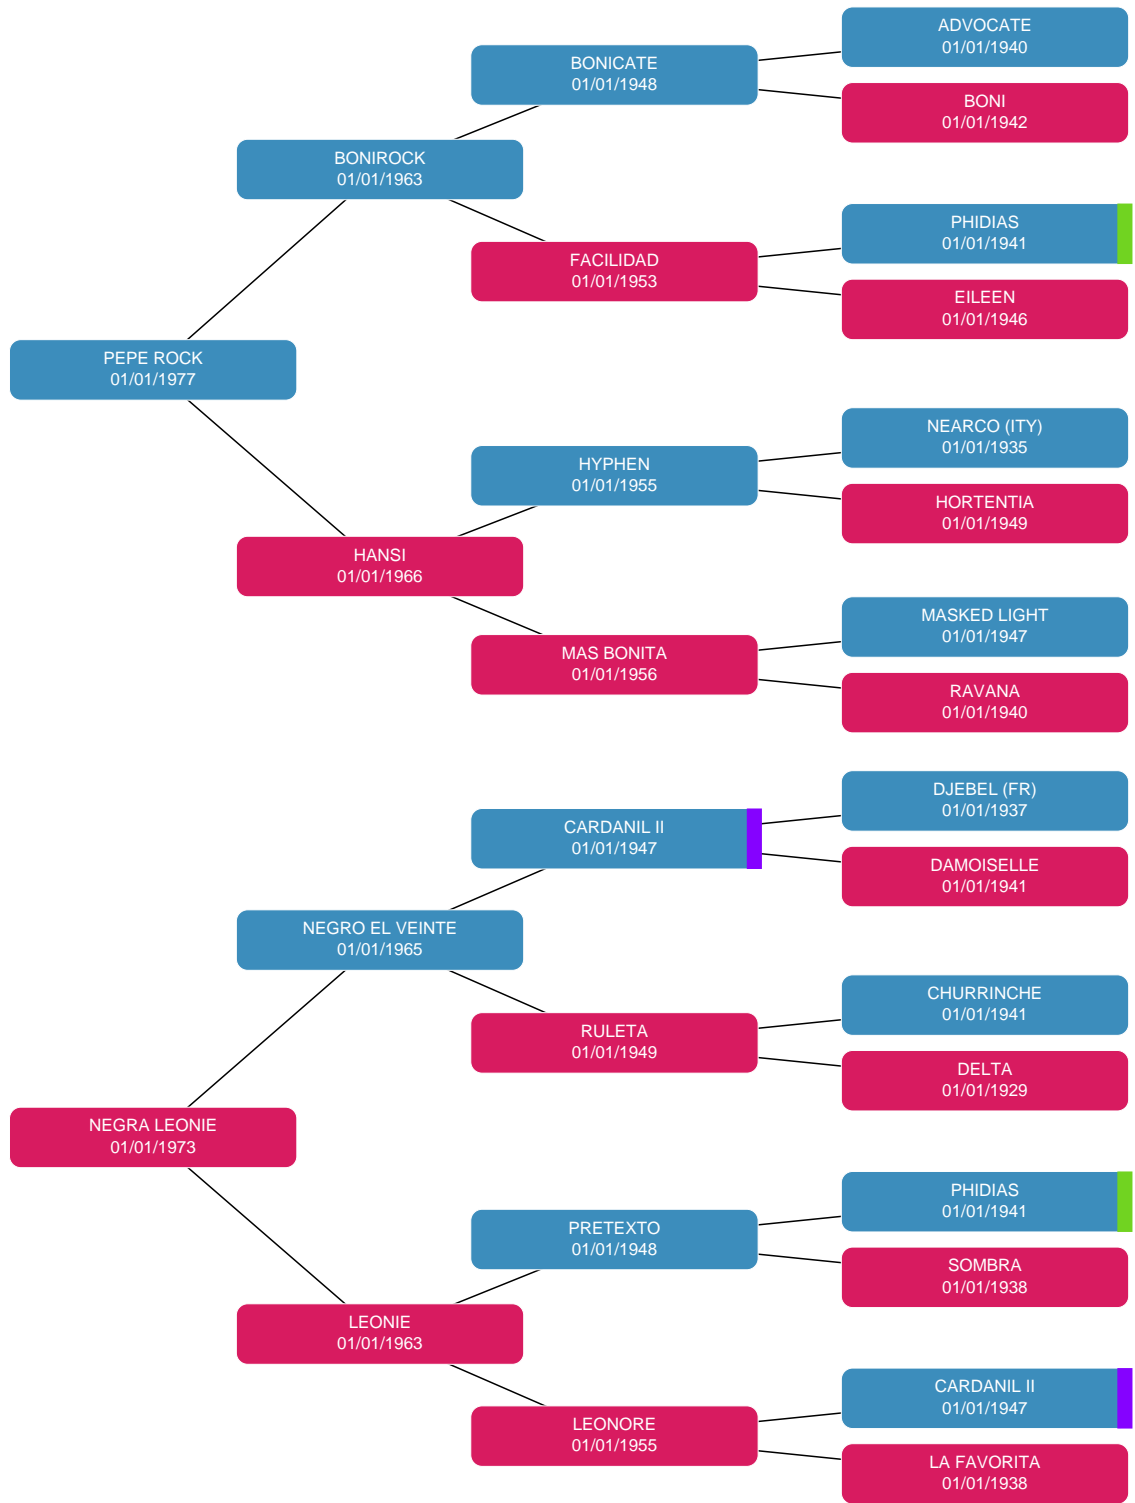 ADVOCATE
01/01/1940
BONICATE
01/01/1948
BONI
01/01/1942
BONIROCK
01/01/1963
PHIDIAS
01/01/1941
FACILIDAD
01/01/1953
EILEEN
01/01/1946
PEPE ROCK
01/01/1977
NEARCO (ITY)
01/01/1935
HYPHEN
01/01/1955
HORTENTIA
01/01/1949
HANSI
01/01/1966
MASKED LIGHT
01/01/1947
MAS BONITA
01/01/1956
RAVANA
01/01/1940
DJEBEL (FR)
01/01/1937
CARDANIL II
01/01/1947
DAMOISELLE
01/01/1941
NEGRO EL VEINTE
01/01/1965
CHURRINCHE
01/01/1941
RULETA
01/01/1949
DELTA
01/01/1929
NEGRA LEONIE
01/01/1973
PHIDIAS
01/01/1941
PRETEXTO
01/01/1948
SOMBRA
01/01/1938
LEONIE
01/01/1963
CARDANIL II
01/01/1947
LEONORE
01/01/1955
LA FAVORITA
01/01/1938